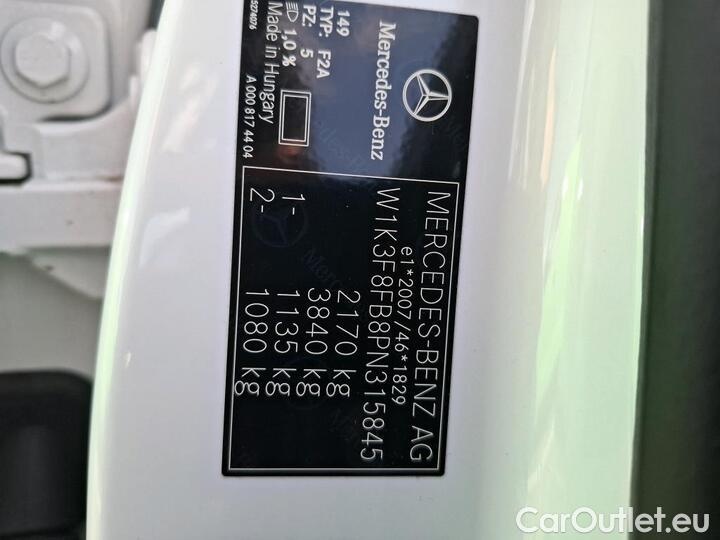 Mercedes-Benz
149
TYP: F2A
PZ: 5
1,0 %
Made in Hungary
5274076
A 000 817 44 04
MERCEDES-BENZ AG
e1*2007/46*1829
W1K3F8FB8PN315845
2170 kg
3840 kg
1- 1135 kg
2- 1080 kg
CarOutlet.eu